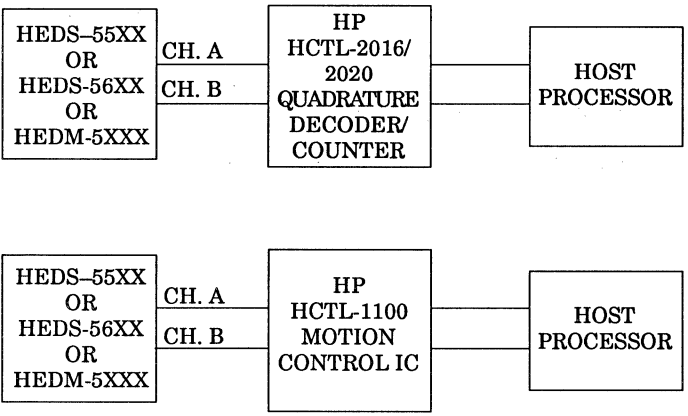 HEDS–55XX
OR
HEDS-56XX
OR
HEDM-5XXX
CH. A
CH. B
HP
HCTL-2016/
2020
QUADRATURE
DECODER/
COUNTER
HOST
PROCESSOR
HEDS–55XX
OR
HEDS-56XX
OR
HEDM-5XXX
CH. A
CH. B
HP
HCTL-1100
MOTION
CONTROL IC
HOST
PROCESSOR